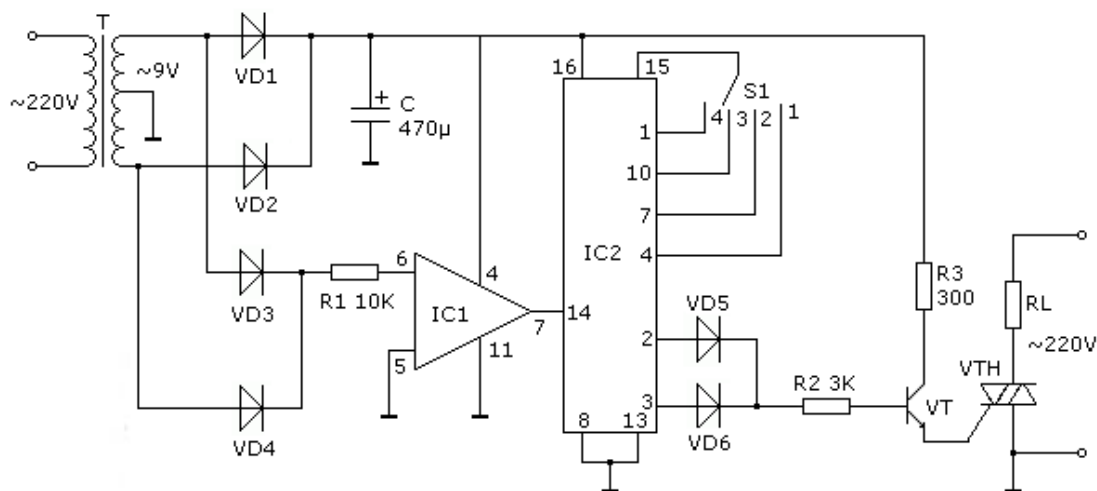 T
~9V
~220V
VD1
VD2
VD3
VD4
+
C
470µ
R1 10K
6
5
4
11
7
IC1
16
15
14
IC2
1
10
7
4
2
3
8
13
S1
4
3
2
1
VD5
VD6
R2 3K
VT
R3
300
RL
~220V
VTH